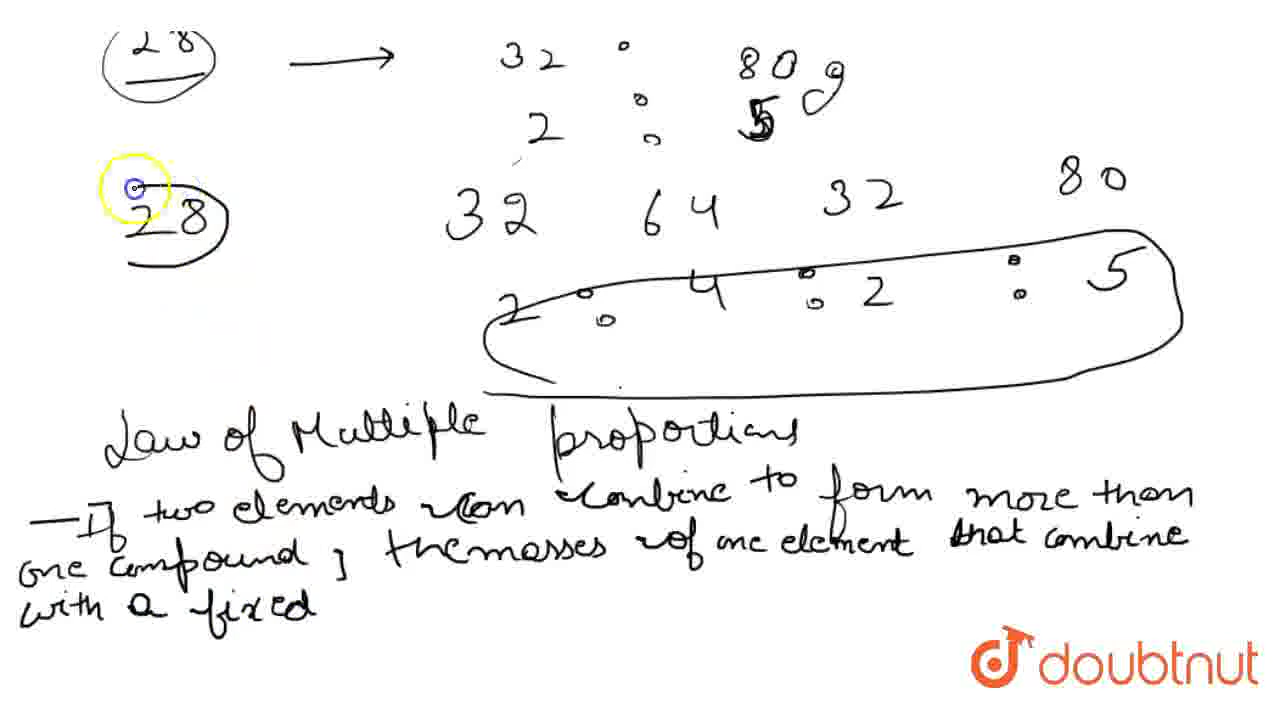 28 → 32 : 80 g
2 : 5
28 32 64 32 80
2 : 4 : 2 : 5
Law of Multiple proportions
— If two elements can combine to form more than
one compound, the masses of one element that combine
with a fixed
doubtnut